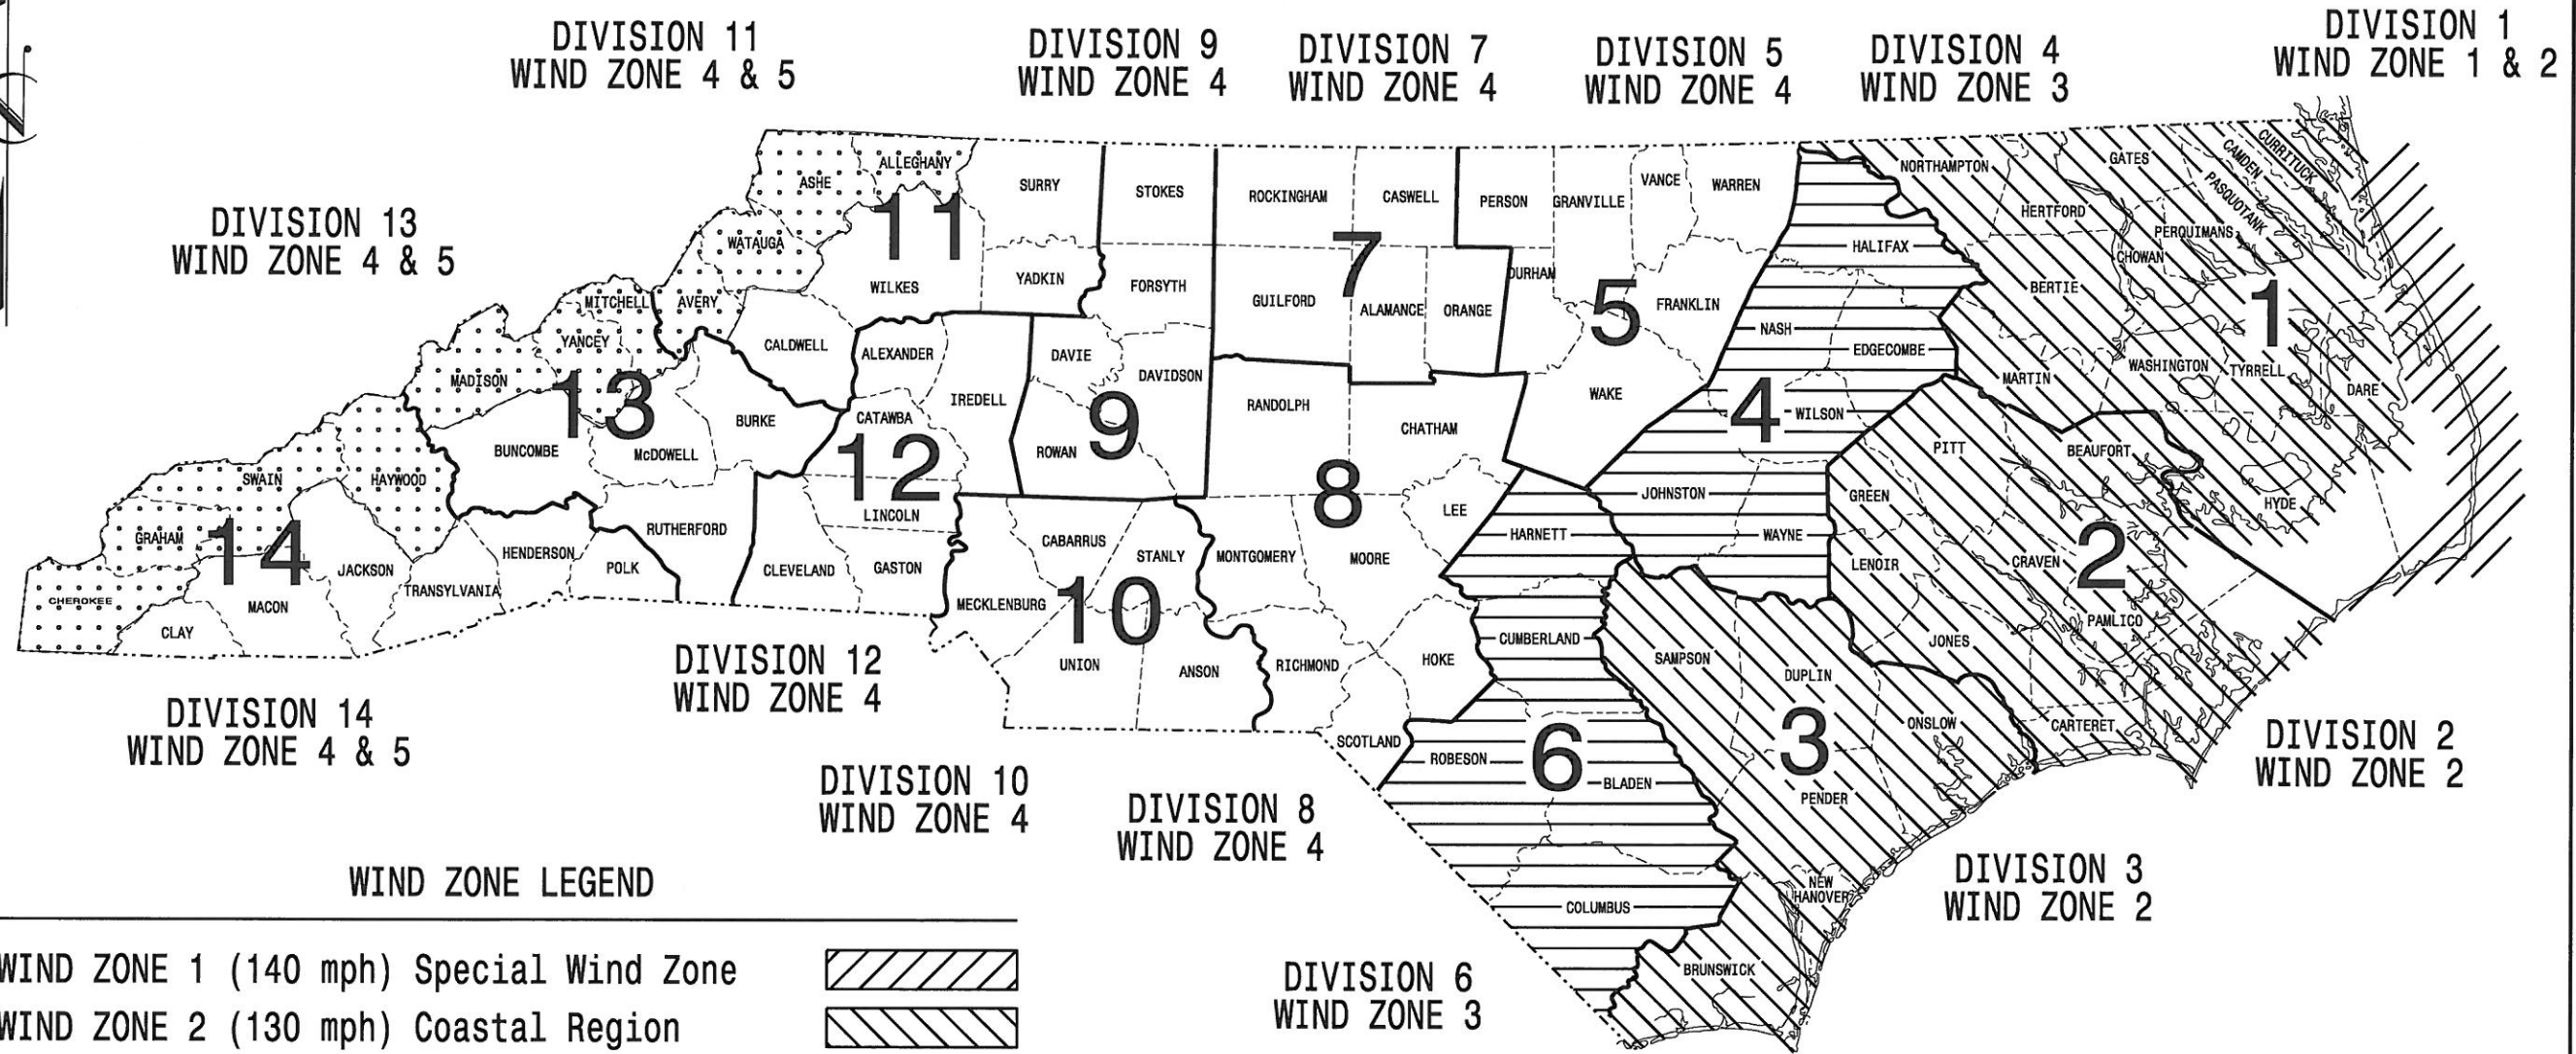 DIVISION 11
WIND ZONE 4 & 5
DIVISION 9
WIND ZONE 4
DIVISION 7
WIND ZONE 4
DIVISION 5
WIND ZONE 4
DIVISION 4
WIND ZONE 3
DIVISION 1
WIND ZONE 1 & 2
DIVISION 13
WIND ZONE 4 & 5
ALLEGHANY
ASHE
11
WATAUGA
WILKES
SURRY
YADKIN
AVERY
CALDWELL
STOKES
FORSYTH
DAVIE
DAVIDSON
ROWAN
9
ROCKINGHAM
CASWELL
7
GUILFORD
ALAMANCE
ORANGE
PERSON
GRANVILLE
VANCE
WARREN
DURHAM
5
FRANKLIN
WAKE
HALIFAX
NASH
EDGECOMBE
4
WILSON
JOHNSTON
WAYNE
NORTHAMPTON
GATES
CAMDEN
CURRITUCK
PASQUOTANK
HERTFORD
PERQUIMANS
CHOWAN
BERTIE
1
MARTIN
WASHINGTON
TYRRELL
DARE
HYDE
MITCHELL
YANCEY
MADISON
13
BURKE
BUNCOMBE
McDOWELL
RUTHERFORD
ALEXANDER
IREDELL
CATAWBA
12
LINCOLN
CLEVELAND
GASTON
SWAIN
HAYWOOD
GRAHAM
14
JACKSON
HENDERSON
POLK
TRANSYLVANIA
CHEROKEE
MACON
CLAY
CABARRUS
STANLY
MECKLENBURG
10
UNION
ANSON
RANDOLPH
CHATHAM
8
LEE
MONTGOMERY
MOORE
RICHMOND
HOKE
SCOTLAND
HARNETT
CUMBERLAND
ROBESON
6
BLADEN
COLUMBUS
PITT
BEAUFORT
GREEN
LENOIR
CRAVEN
2
PAMLICO
JONES
CARTERET
SAMPSON
DUPLIN
3
ONSLOW
PENDER
NEW
HANOVER
BRUNSWICK
DIVISION 14
WIND ZONE 4 & 5
DIVISION 12
WIND ZONE 4
DIVISION 10
WIND ZONE 4
DIVISION 8
WIND ZONE 4
DIVISION 6
WIND ZONE 3
DIVISION 3
WIND ZONE 2
DIVISION 2
WIND ZONE 2
WIND ZONE LEGEND
WIND ZONE 1 (140 mph) Special Wind Zone
WIND ZONE 2 (130 mph) Coastal Region